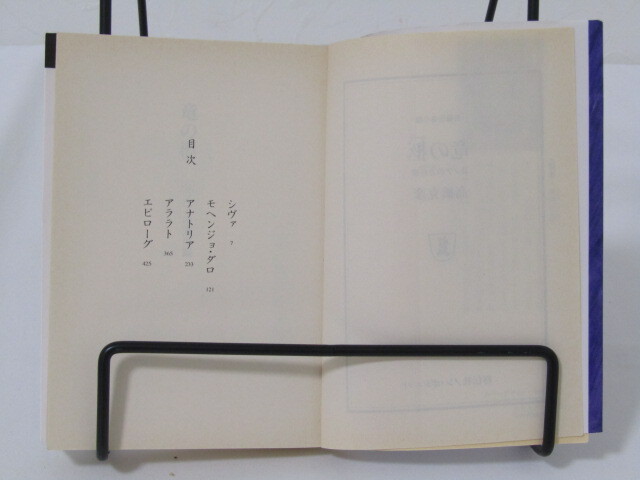 目次
シヴァ 7
モヘンジョ・ダロ 121
アナトリア 253
アララト 365
エピローグ 425